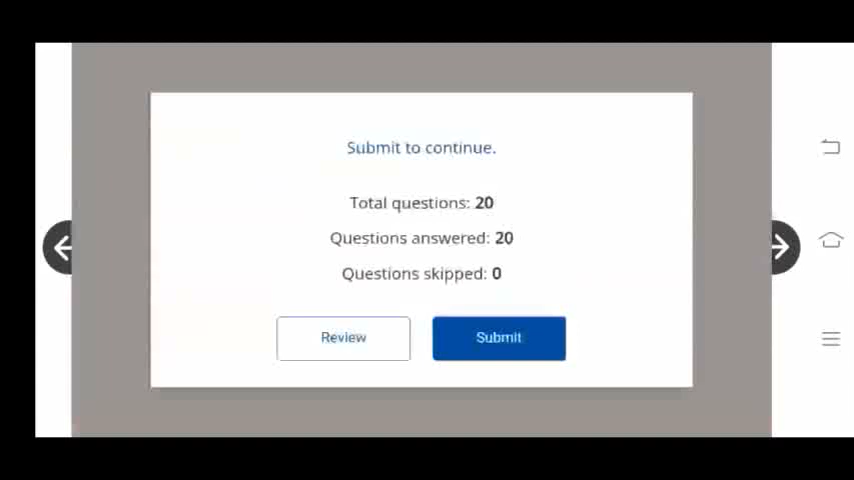 Submit to continue.
Total questions: 20
Questions answered: 20
Questions skipped: 0
Review
Submit